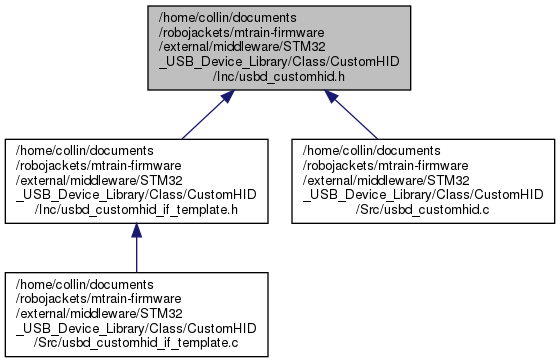 /home/collin/documents
/robojackets/mtrain-firmware
/external/middleware/STM32
_USB_Device_Library/Class/CustomHID
/Inc/usbd_customhid.h
/home/collin/documents
/robojackets/mtrain-firmware
/external/middleware/STM32
_USB_Device_Library/Class/CustomHID
/Inc/usbd_customhid_if_template.h
/home/collin/documents
/robojackets/mtrain-firmware
/external/middleware/STM32
_USB_Device_Library/Class/CustomHID
/Src/usbd_customhid.c
/home/collin/documents
/robojackets/mtrain-firmware
/external/middleware/STM32
_USB_Device_Library/Class/CustomHID
/Src/usbd_customhid_if_template.c